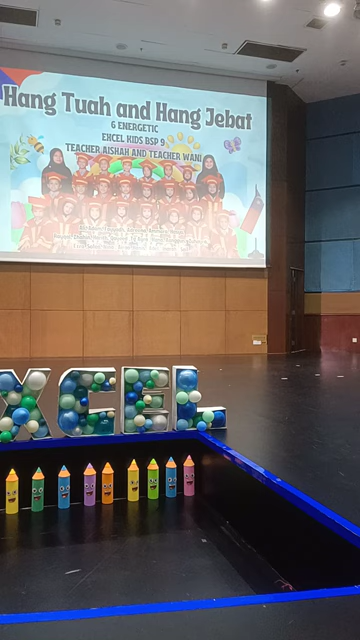 Hang Tuah and Hang Jebat
6 ENERGETIC
EXCEL KIDS BSP 9
TEACHER AISHAH AND TEACHER WANI
XCEL